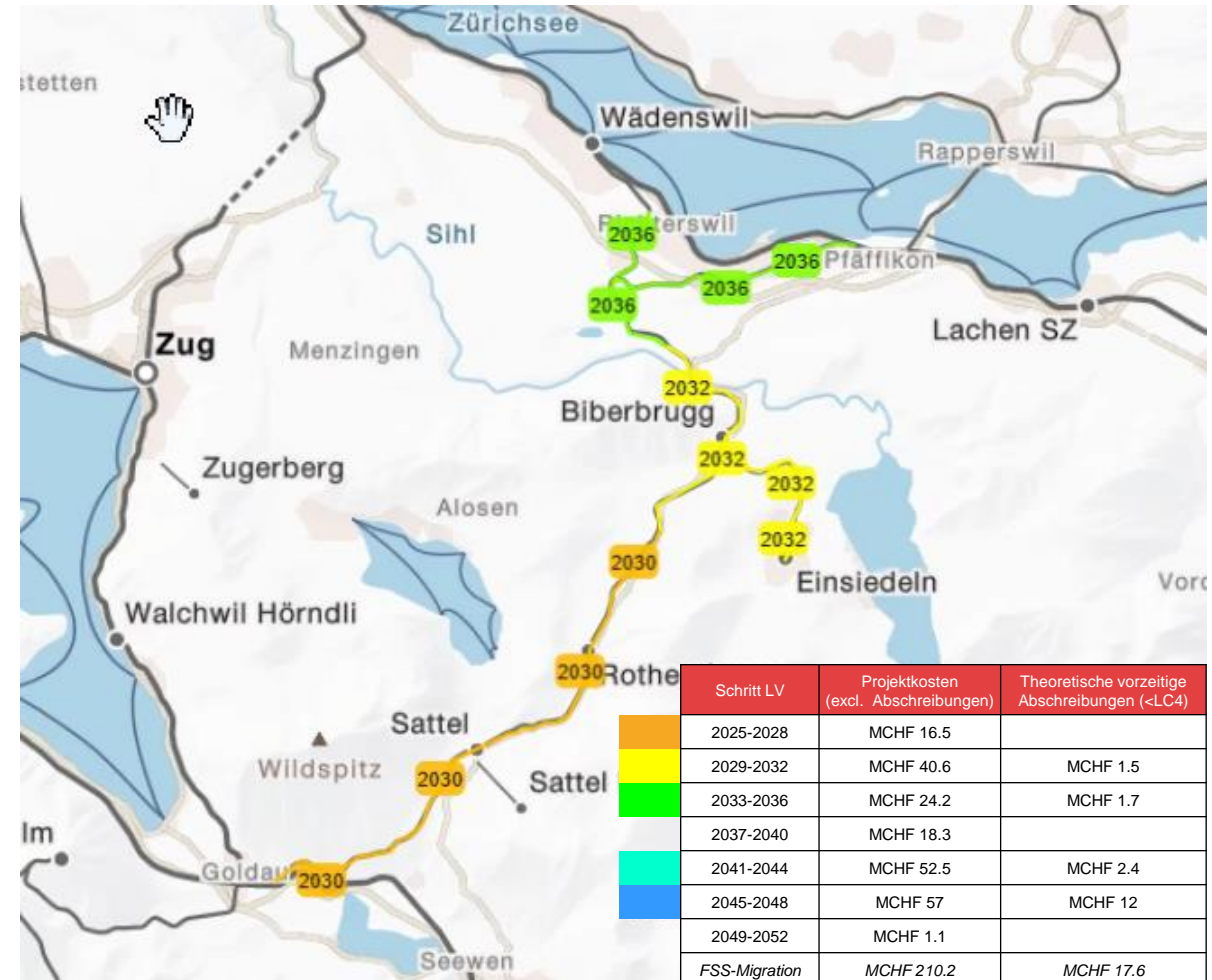 Zürichsee
stetten
Wädenswil
Rapperswil
Sihl
terswil
2036
2036
Pfäffikon
2036
2036
Lachen SZ
Zug
Menzingen
2032
Biberbrugg
2032
Zugerberg
2032
Alosen
2032
2030
Einsiedeln
Vord
Walchwil Hörndli
2030
Rothe
Sattel
Wildspitz
2030
Sattel
lm
Goldau
2030
Seewen
Schritt LV Projektkosten (excl. Abschreibungen) Theoretische vorzeitige Abschreibungen (<LC4)
2025-2028 MCHF 16.5
2029-2032 MCHF 40.6 MCHF 1.5
2033-2036 MCHF 24.2 MCHF 1.7
2037-2040 MCHF 18.3
2041-2044 MCHF 52.5 MCHF 2.4
2045-2048 MCHF 57 MCHF 12
2049-2052 MCHF 1.1
FSS-Migration MCHF 210.2 MCHF 17.6